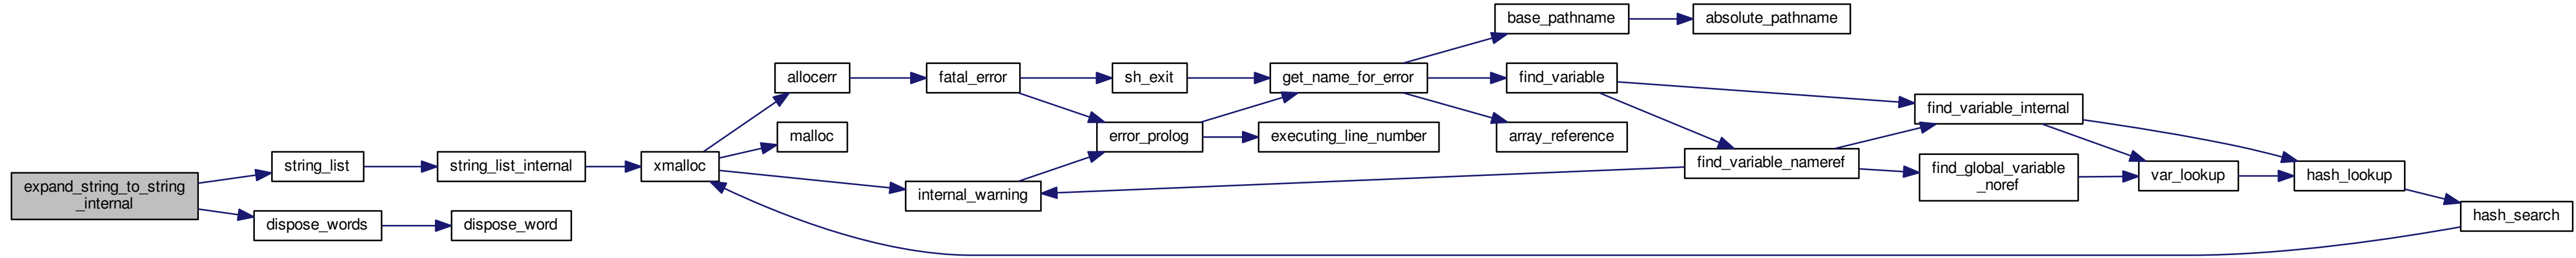 expand_string_to_string
_internal
string_list
dispose_words
string_list_internal
dispose_word
xmalloc
allocerr
malloc
internal_warning
fatal_error
sh_exit
error_prolog
get_name_for_error
executing_line_number
base_pathname
absolute_pathname
find_variable
array_reference
find_variable_nameref
find_variable_internal
find_global_variable
_noref
var_lookup
hash_lookup
hash_search